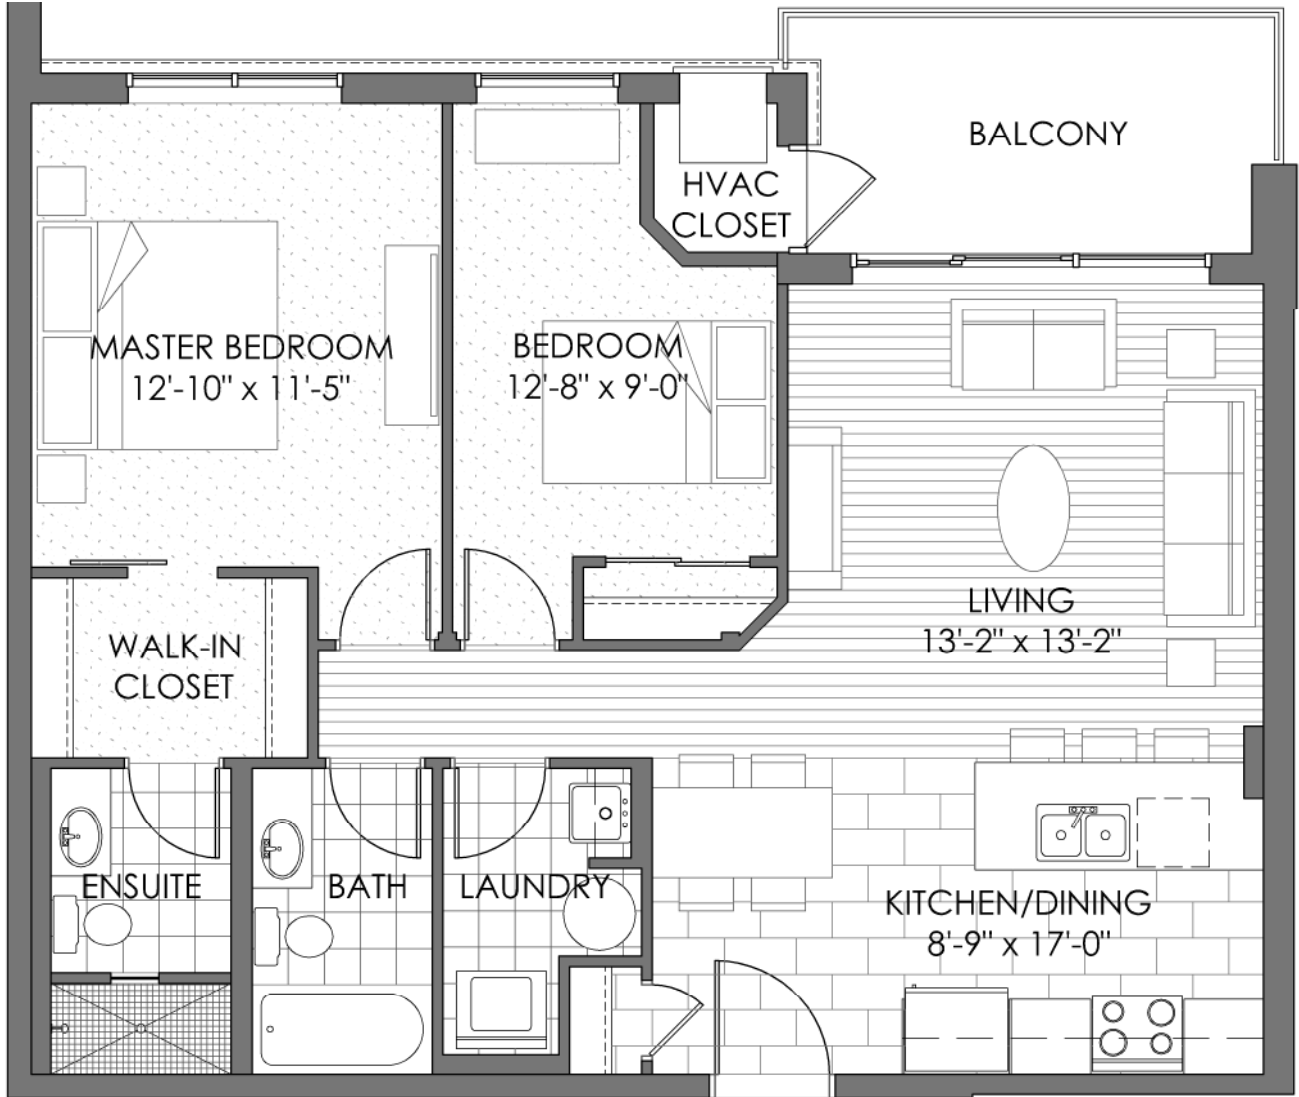 BALCONY
HVAC
CLOSET
MASTER BEDROOM
12'-10" x 11'-5"
BEDROOM
12'-8" x 9'-0"
LIVING
13'-2" x 13'-2"
WALK-IN
CLOSET
ENSUITE
BATH
LAUNDRY
KITCHEN/DINING
8'-9" x 17'-0"